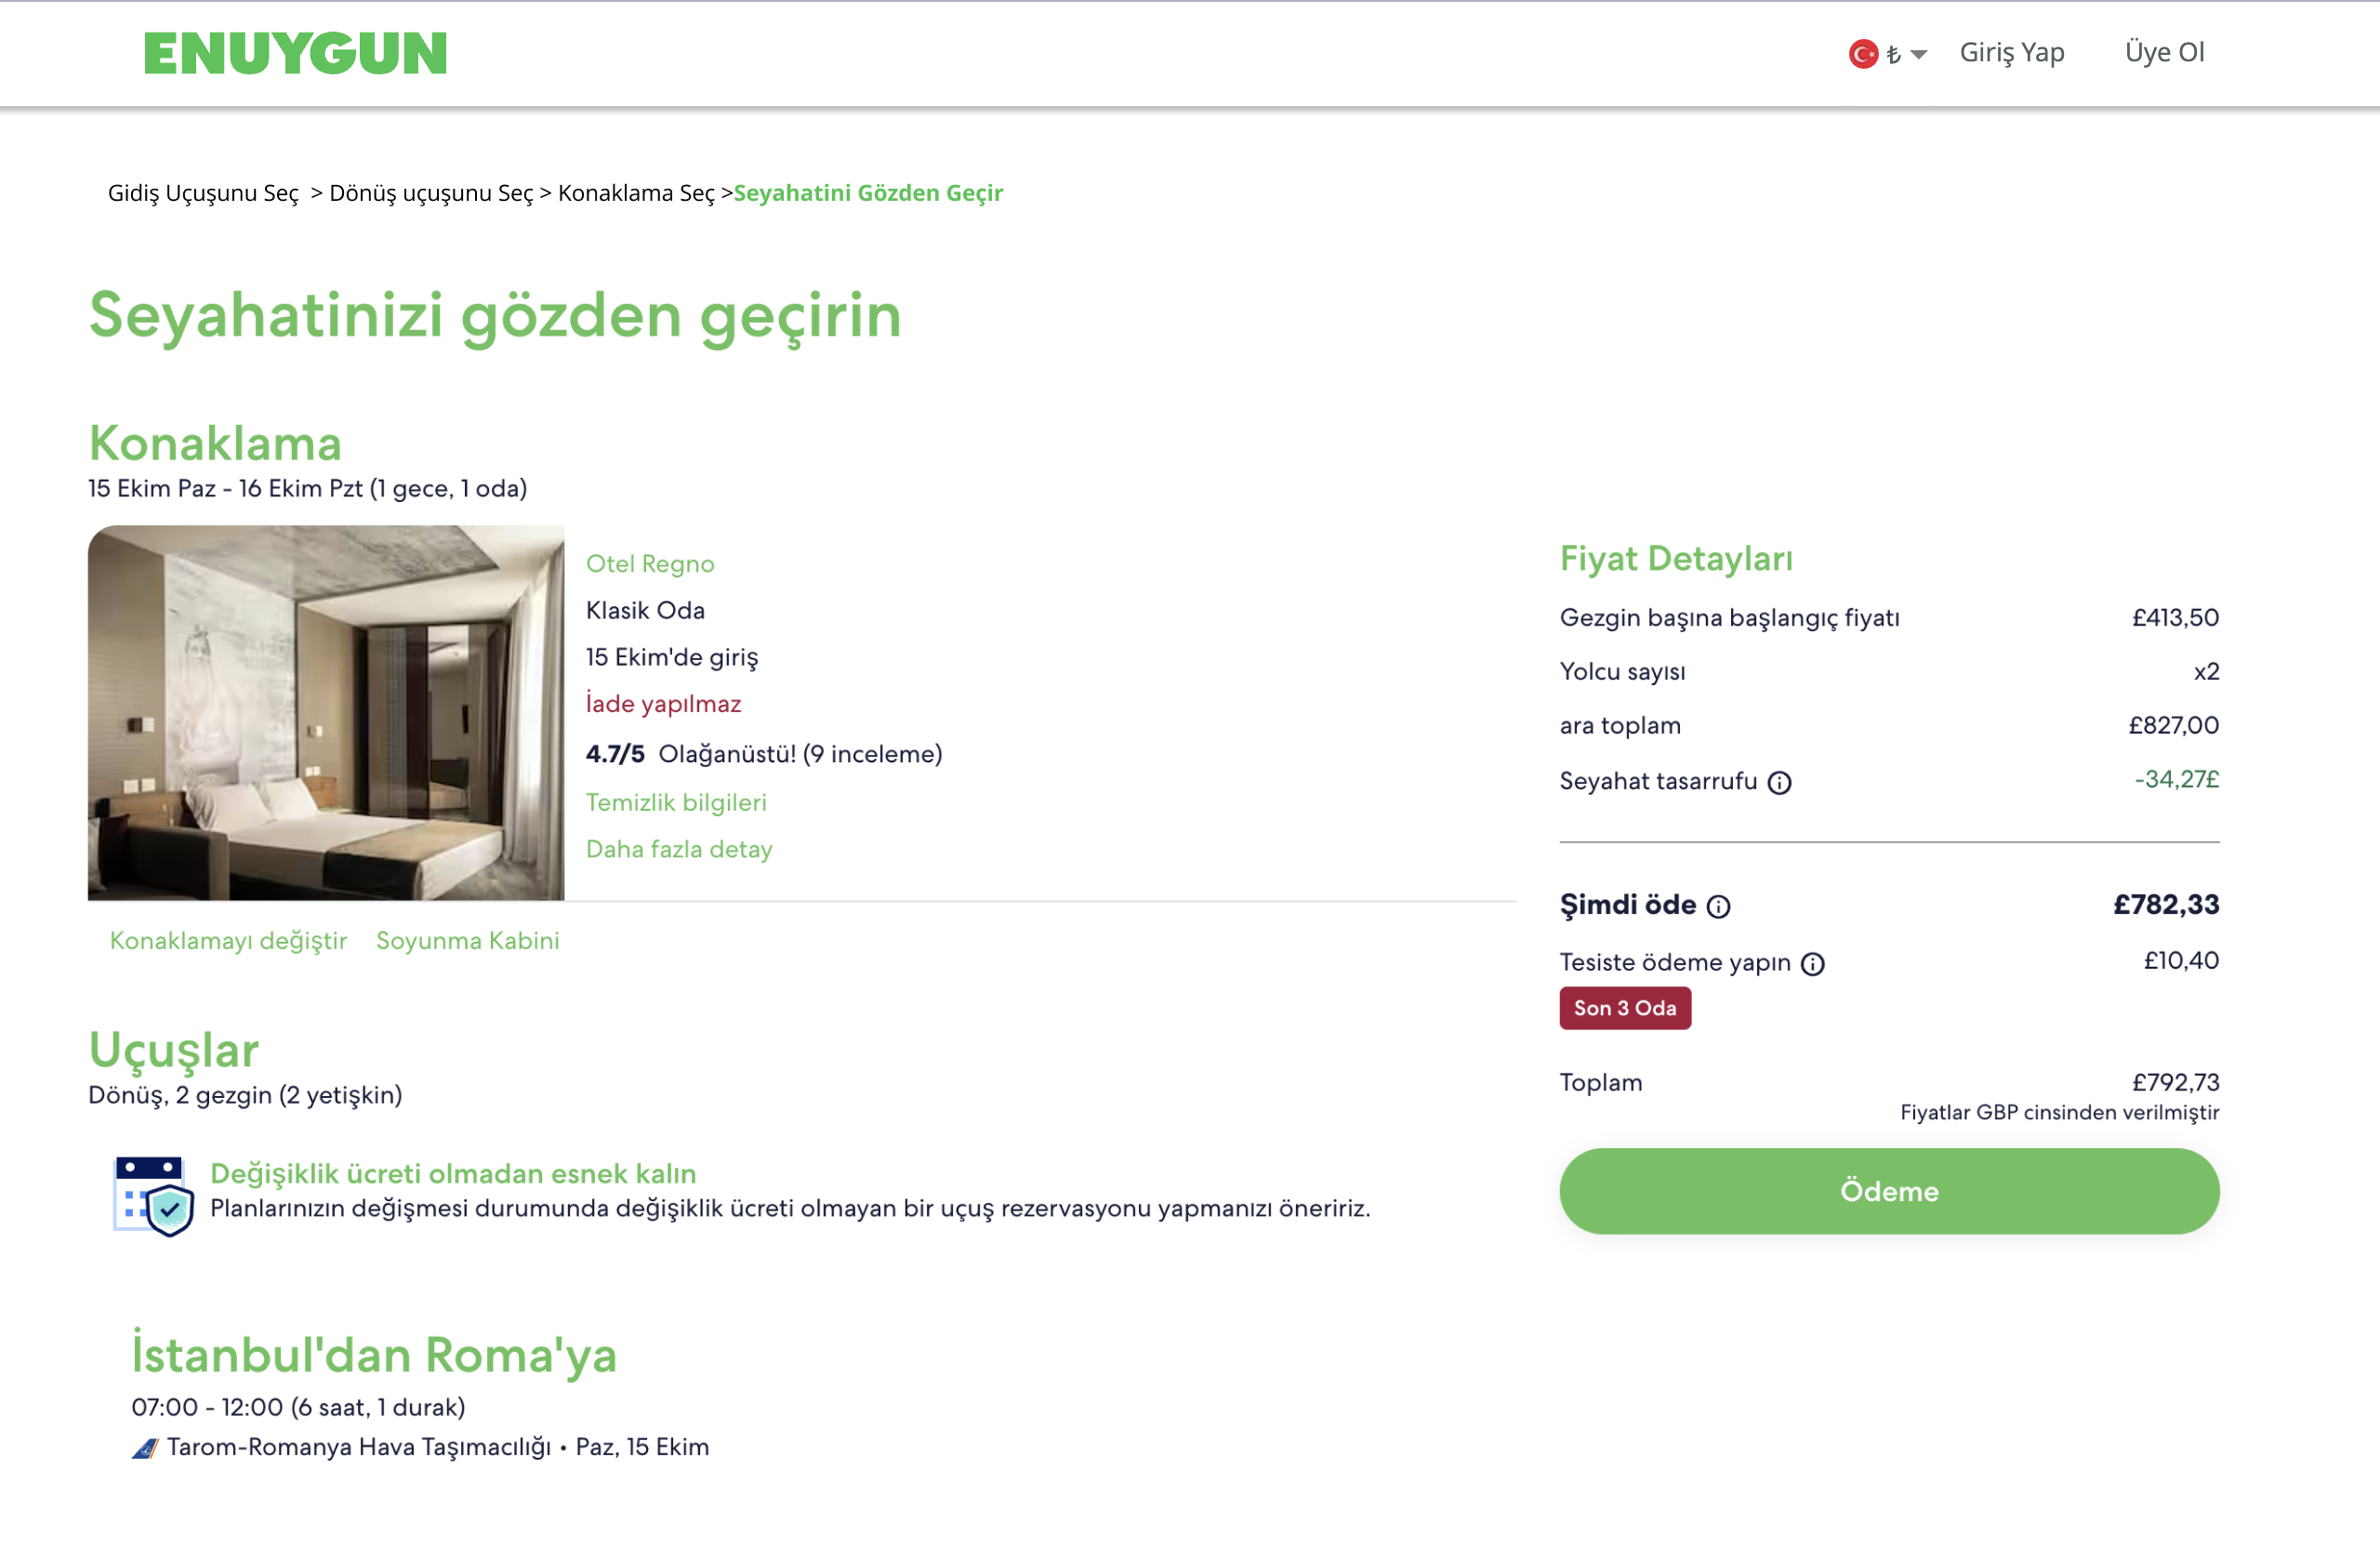 ENUYGUN
₺ Giriş Yap Üye Ol
Gidiş Uçuşunu Seç > Dönüş uçuşunu Seç > Konaklama Seç >Seyahatini Gözden Geçir
Seyahatinizi gözden geçirin
Konaklama
15 Ekim Paz - 16 Ekim Pzt (1 gece, 1 oda)
Otel Regno
Klasik Oda
15 Ekim'de giriş
İade yapılmaz
4.7/5 Olağanüstü! (9 inceleme)
Temizlik bilgileri
Daha fazla detay
Konaklamayı değiştir Soyunma Kabini
Fiyat Detayları
Gezgin başına başlangıç fiyatı £413,50
Yolcu sayısı x2
ara toplam £827,00
Seyahat tasarrufu -34,27£
Şimdi öde £782,33
Tesiste ödeme yapın £10,40
Son 3 Oda
Toplam £792,73
Fiyatlar GBP cinsinden verilmiştir
Ödeme
Uçuşlar
Dönüş, 2 gezgin (2 yetişkin)
Değişiklik ücreti olmadan esnek kalın
Planlarınızın değişmesi durumunda değişiklik ücreti olmayan bir uçuş rezervasyonu yapmanızı öneririz.
İstanbul'dan Roma'ya
07:00 - 12:00 (6 saat, 1 durak)
Tarom-Romanya Hava Taşımacılığı • Paz, 15 Ekim